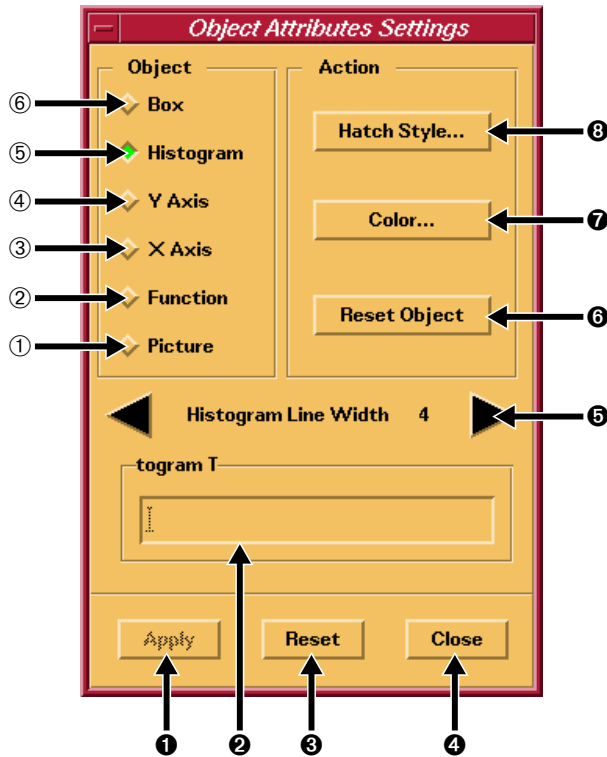 Object Attributes Settings
Object
Action
⑥ Box
⑤ Histogram
④ Y Axis
③ X Axis
② Function
① Picture
Hatch Style... ❽
Color... ❼
Reset Object ❻
Histogram Line Width 4 ❺
togram T
Apply Reset Close
❶ ❷ ❸ ❹